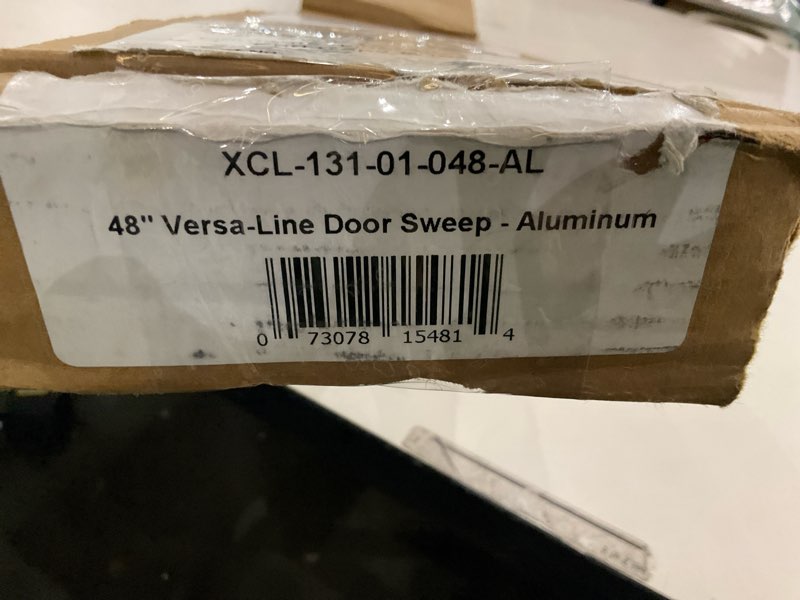 XCL-131-01-048-AL
48" Versa-Line Door Sweep - Aluminum
0 73078 15481 4